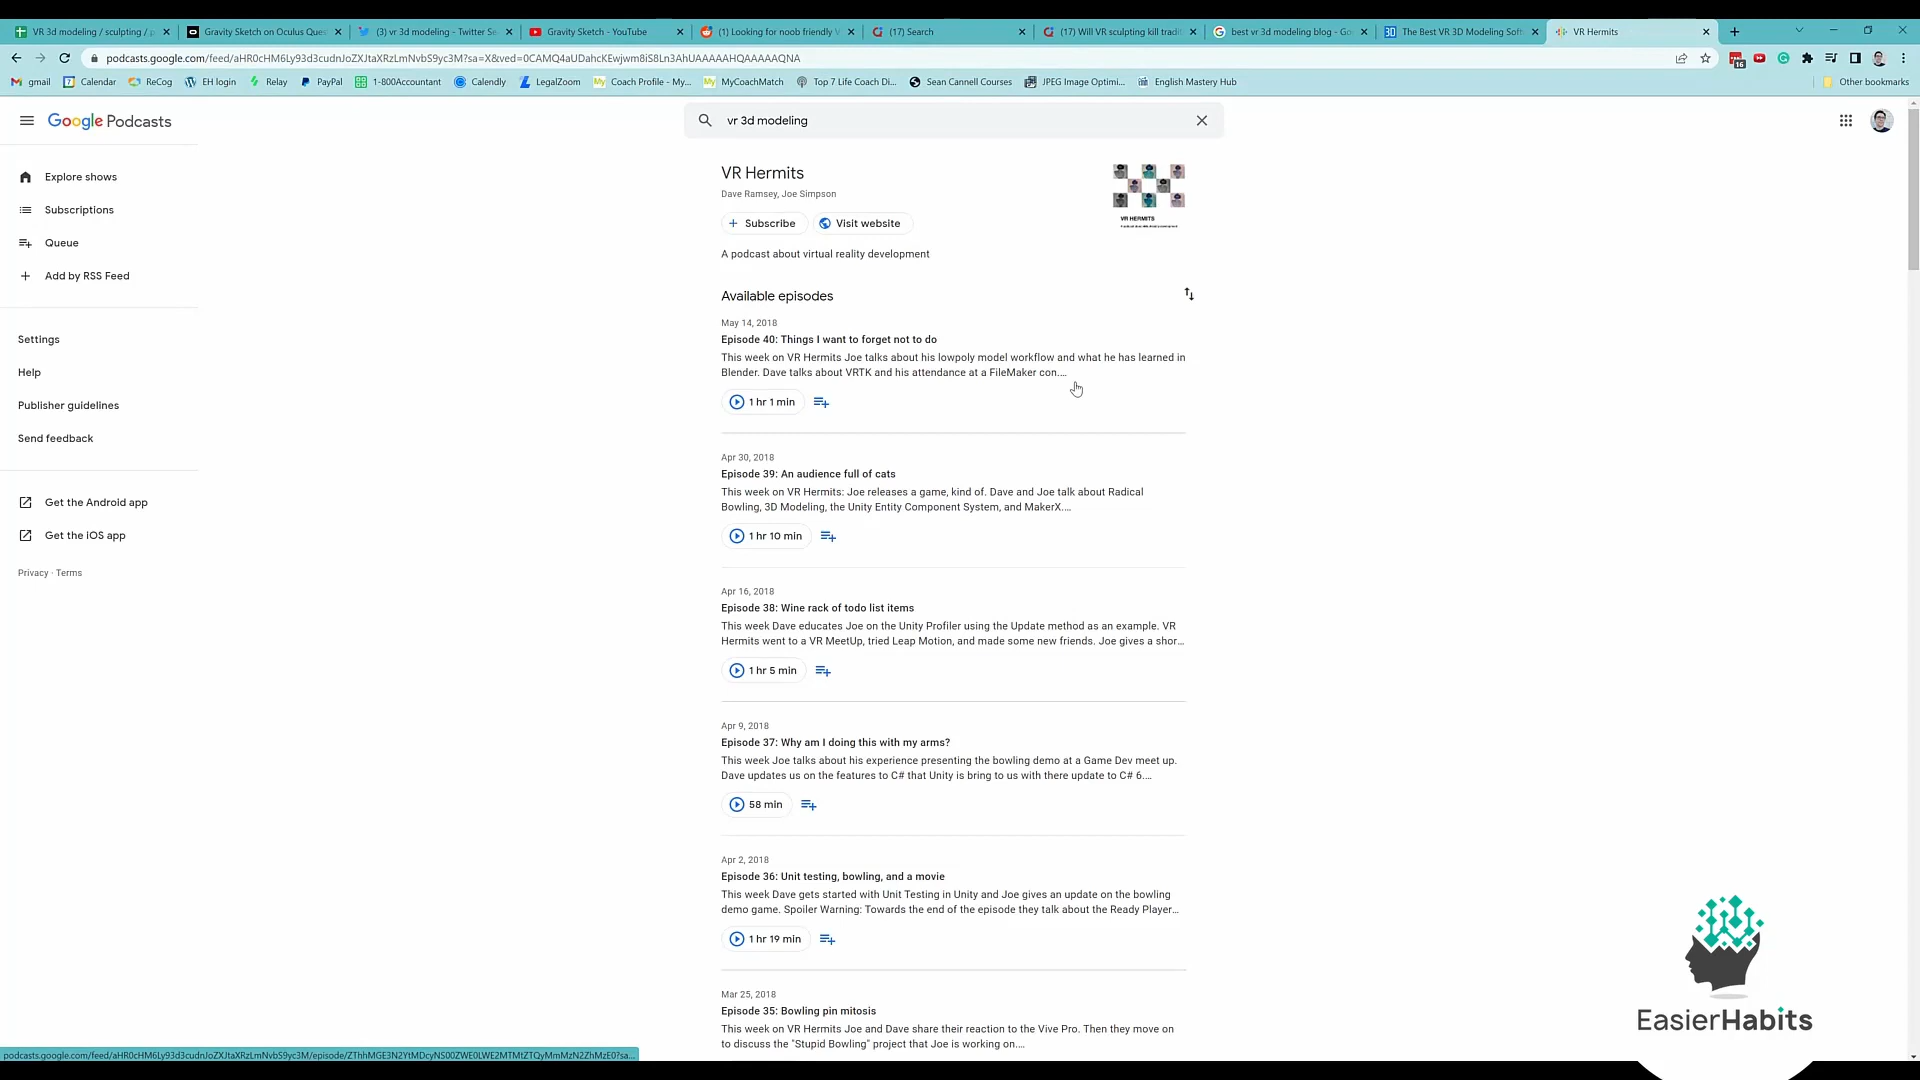 VR 3d modeling / sculpting / p
Gravity Sketch on Oculus Ques
(3) vr 3d modeling - Twitter Se
Gravity Sketch - YouTube
(1) Looking for noob friendly V
(17) Search
(17) Will VR sculpting kill tradit
best vr 3d modeling blog - Goo
The Best VR 3D Modeling Soft
VR Hermits
podcasts.google.com/feed/aHR0cHM6Ly93d3cudnJoZXJtaXRzLmNvbS9yc3M?sa=X&ved=0CAMQ4aUDahcKEwjwm8iS8Ln3AhUAAAAAHQAAAAAQNA
16
gmail
Calendar
ReCog
EH login
Relay
PayPal
1-800Accountant
Calendly
LegalZoom
Coach Profile - My...
MyCoachMatch
Top 7 Life Coach Di...
Sean Cannell Courses
JPEG Image Optimi...
English Mastery Hub
Other bookmarks
Google Podcasts
vr 3d modeling
Explore shows
Subscriptions
Queue
Add by RSS Feed
Settings
Help
Publisher guidelines
Send feedback
Get the Android app
Get the iOS app
Privacy · Terms
VR Hermits
Dave Ramsey, Joe Simpson
Subscribe
Visit website
VR HERMITS
A podcast about virtual reality development
Available episodes
May 14, 2018
Episode 40: Things I want to forget not to do
This week on VR Hermits Joe talks about his lowpoly model workflow and what he has learned in
Blender. Dave talks about VRTK and his attendance at a FileMaker con....
1 hr 1 min
Apr 30, 2018
Episode 39: An audience full of cats
This week on VR Hermits: Joe releases a game, kind of. Dave and Joe talk about Radical
Bowling, 3D Modeling, the Unity Entity Component System, and MakerX....
1 hr 10 min
Apr 16, 2018
Episode 38: Wine rack of todo list items
This week Dave educates Joe on the Unity Profiler using the Update method as an example. VR
Hermits went to a VR MeetUp, tried Leap Motion, and made some new friends. Joe gives a shor...
1 hr 5 min
Apr 9, 2018
Episode 37: Why am I doing this with my arms?
This week Joe talks about his experience presenting the bowling demo at a Game Dev meet up.
Dave updates us on the features to C# that Unity is bring to us with there update to C# 6....
58 min
Apr 2, 2018
Episode 36: Unit testing, bowling, and a movie
This week Dave gets started with Unit Testing in Unity and Joe gives an update on the bowling
demo game. Spoiler Warning: Towards the end of the episode they talk about the Ready Player...
1 hr 19 min
Mar 25, 2018
Episode 35: Bowling pin mitosis
This week on VR Hermits Joe and Dave share their reaction to the Vive Pro. Then they move on
to discuss the "Stupid Bowling" project that Joe is working on....
EasierHabits